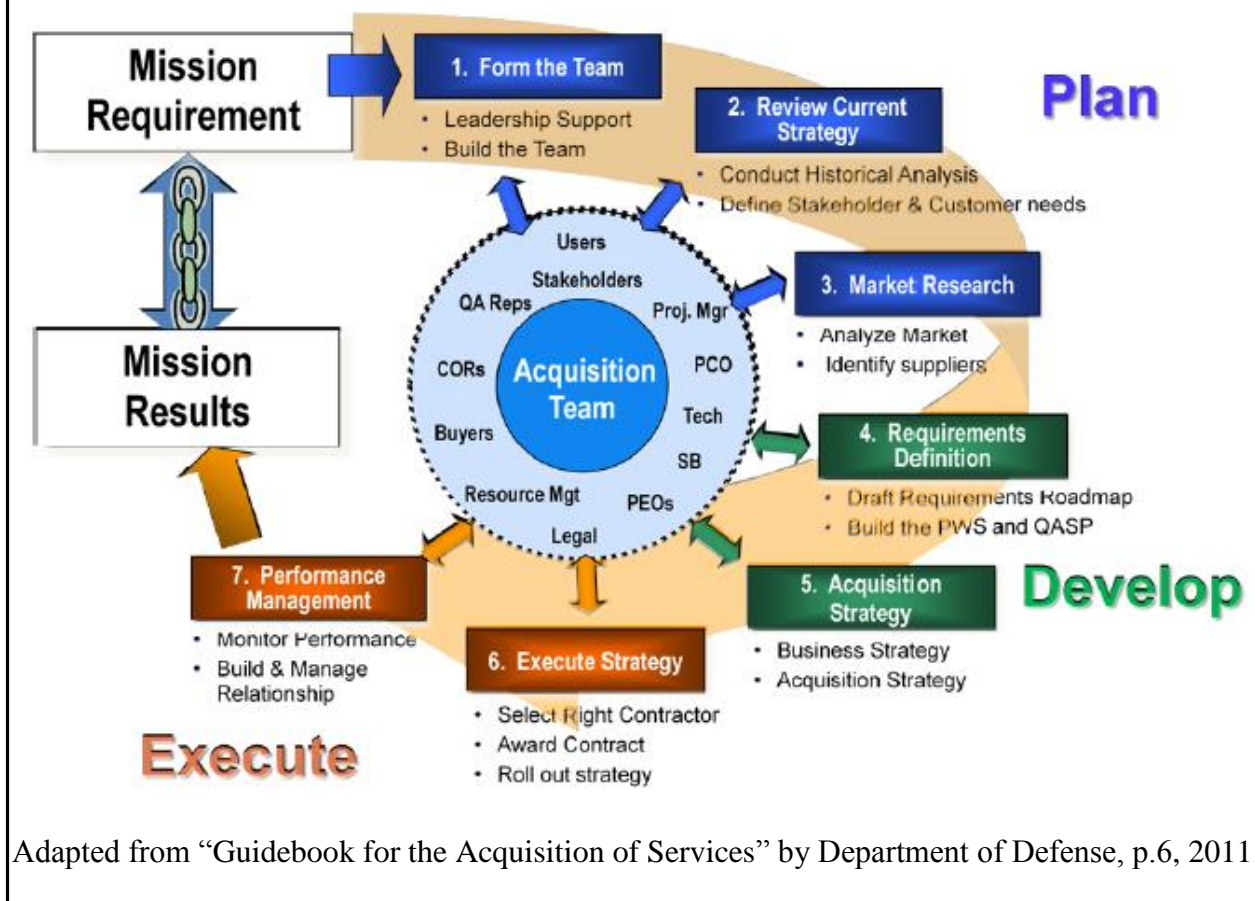 Mission
Requirement
1. Form the Team
• Leadership Support
• Build the Team
Plan
2. Review Current
Strategy
• Conduct Historical Analysis
• Define Stakeholder & Customer needs
3. Market Research
• Analyze Market
• Identify suppliers
Mission
Results
Users
Stakeholders
QA Reps
Proj. Mgr
CORs
PCO
Acquisition
Team
Tech
Buyers
SB
Resource Mgt
PEOs
Legal
4. Requirements
Definition
• Draft Requirements Roadmap
• Build the PWS and QASP
Develop
5. Acquisition
Strategy
• Business Strategy
• Acquisition Strategy
6. Execute Strategy
• Select Right Contractor
• Award Contract
• Roll out strategy
7. Performance
Management
• Monitor Performance
• Build & Manage
Relationship
Execute
Adapted from “Guidebook for the Acquisition of Services” by Department of Defense, p.6, 2011